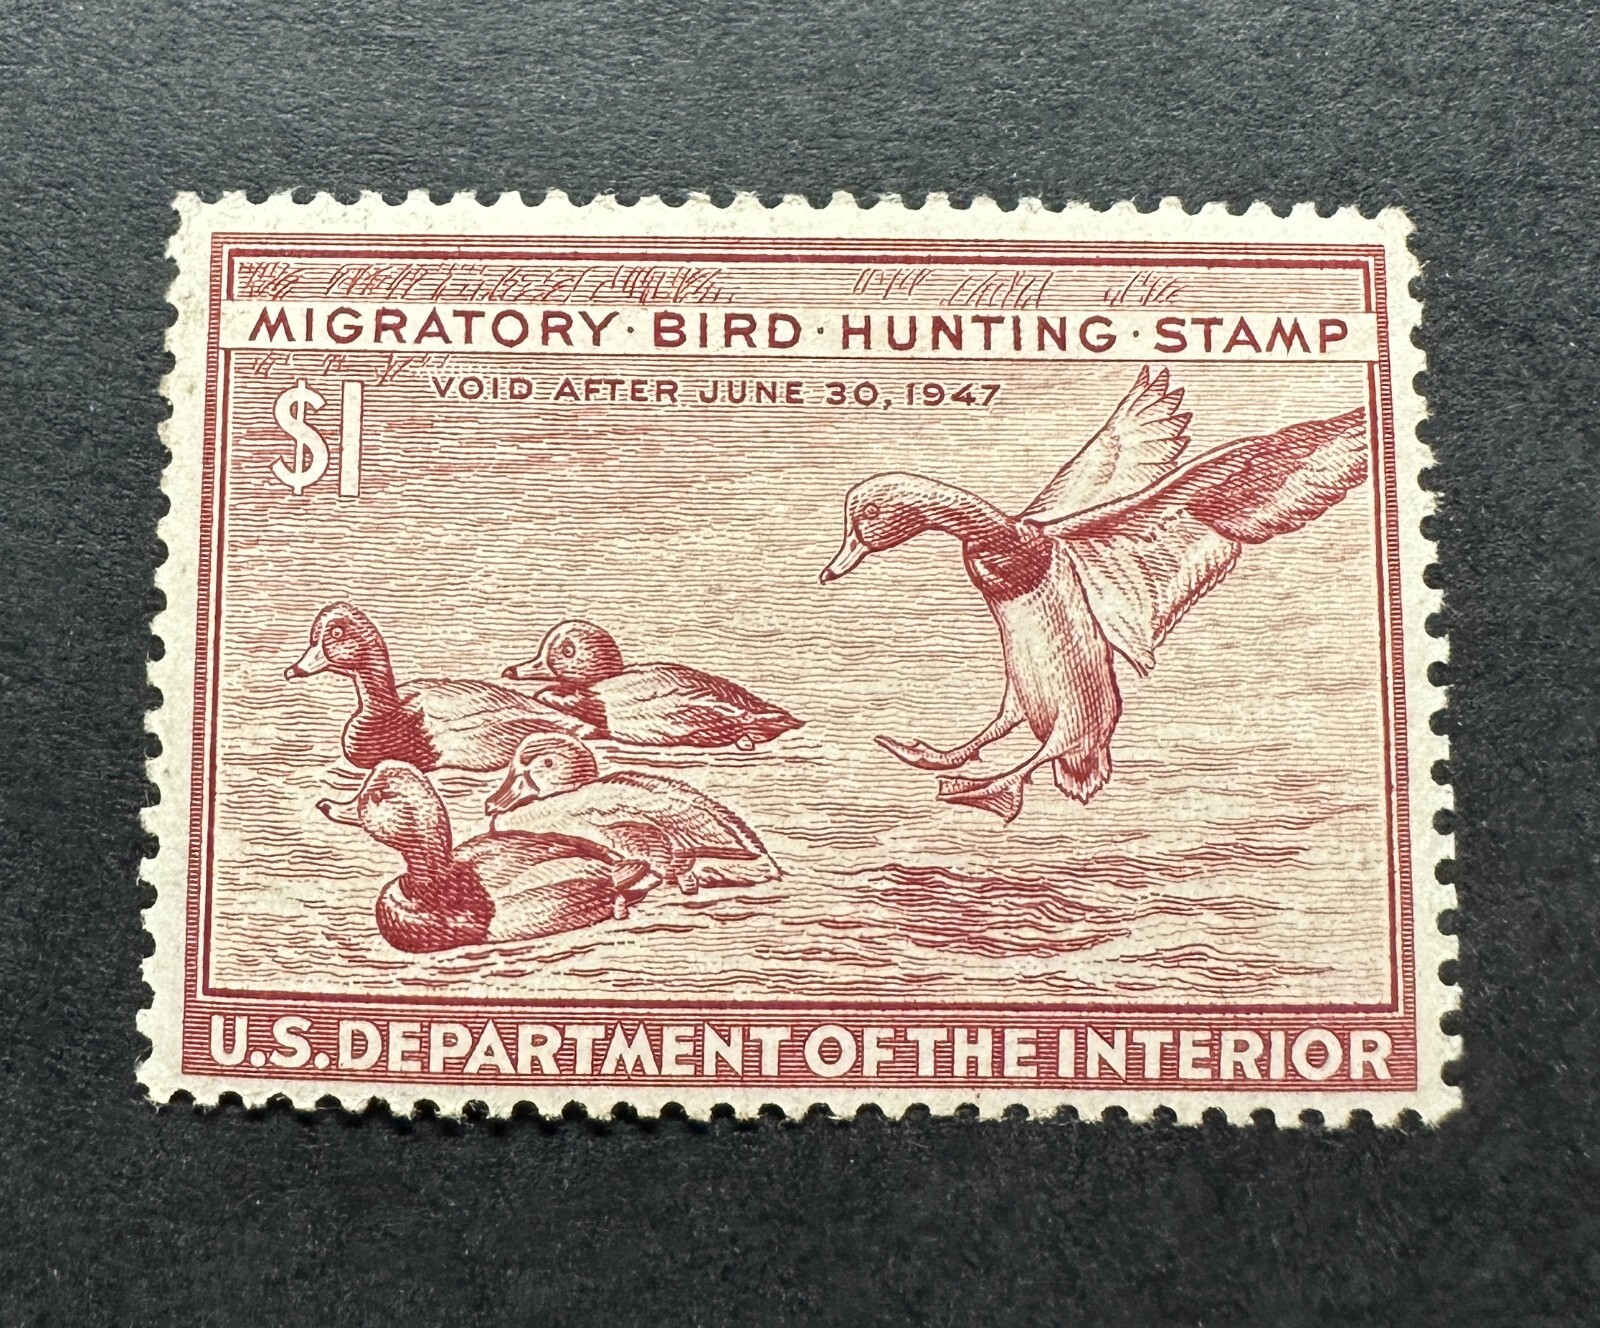 MIGRATORY · BIRD · HUNTING · STAMP
VOID AFTER JUNE 30, 1947
$1
U.S. DEPARTMENT OF THE INTERIOR